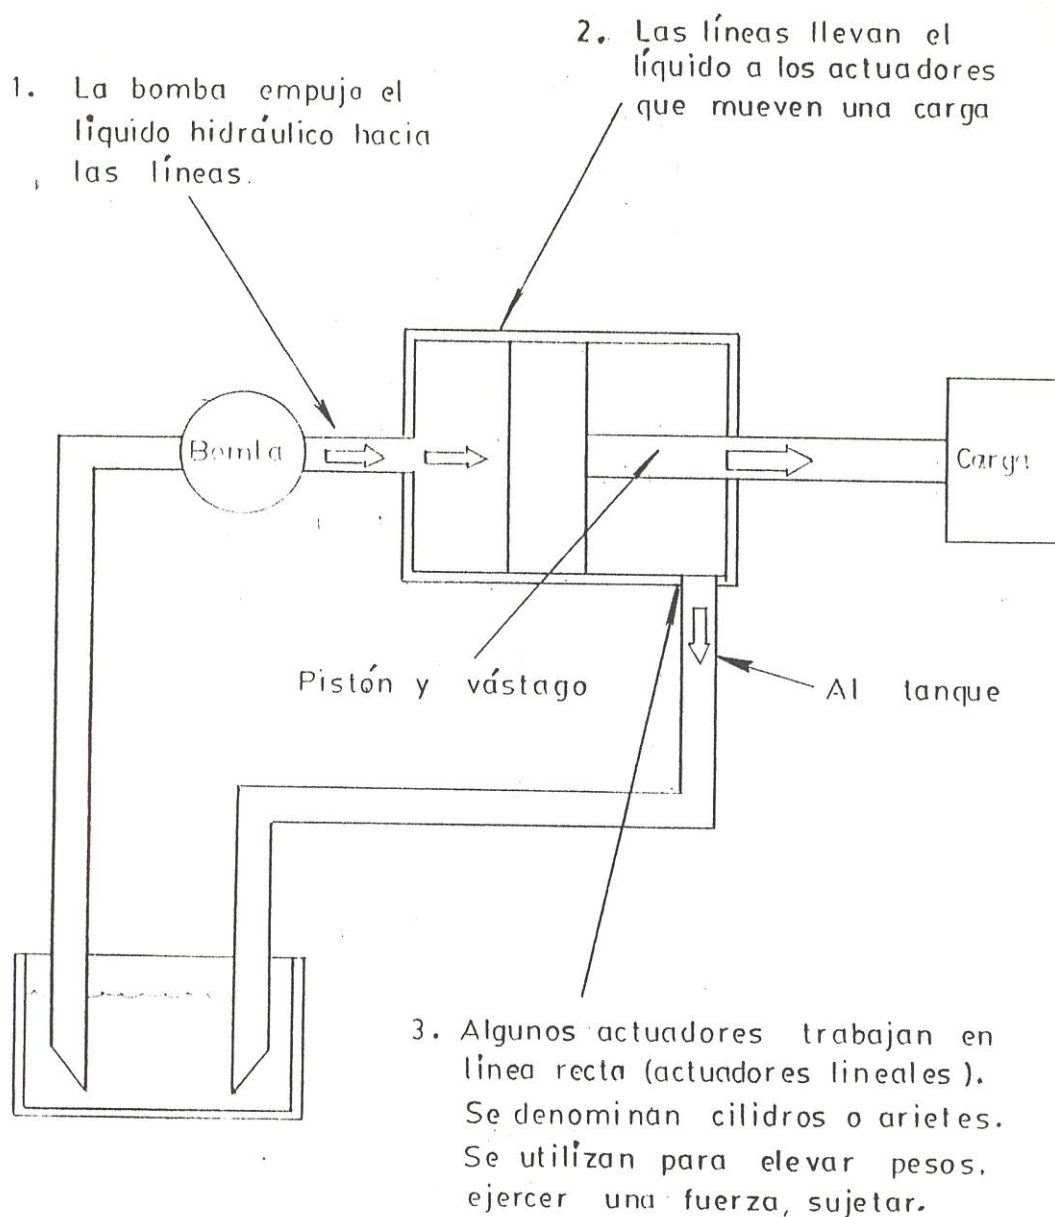 2. Las líneas llevan el
líquido a los actuadores
que mueven una carga
1. La bomba empuja el
líquido hidráulico hacia
las líneas.
Bomba
Carga
Pistón y vástago
Al tanque
3. Algunos actuadores trabajan en
línea recta (actuadores lineales).
Se denominan cilidros o arietes.
Se utilízan para elevar pesos,
ejercer una fuerza, sujetar.